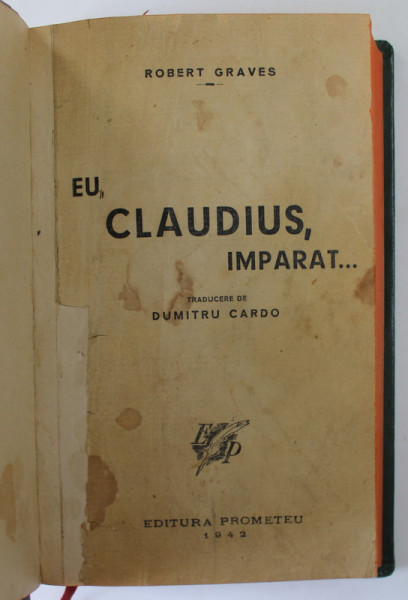 ROBERT GRAVES
EU,
CLAUDIUS,
IMPARAT...
TRADUCERE DE
DUMITRU CARDO
E P
EDITURA PROMETEU
1942